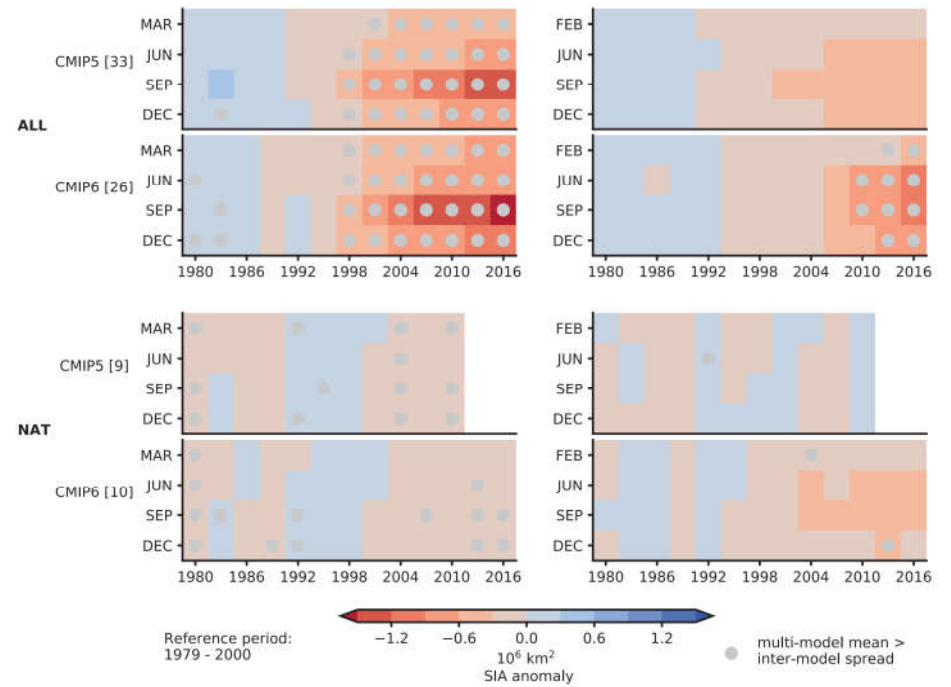 MAR
JUN
CMIP5 [33]
SEP
DEC
ALL
MAR
JUN
CMIP6 [26]
SEP
DEC
1980 1986 1992 1998 2004 2010 2016
FEB
JUN
SEP
DEC
FEB
JUN
SEP
DEC
1980 1986 1992 1998 2004 2010 2016
MAR
JUN
CMIP5 [9]
SEP
DEC
NAT
MAR
JUN
CMIP6 [10]
SEP
DEC
1980 1986 1992 1998 2004 2010 2016
FEB
JUN
SEP
DEC
FEB
JUN
SEP
DEC
1980 1986 1992 1998 2004 2010 2016
Reference period:
1979 - 2000
−1.2 −0.6 0.0 0.6 1.2
10⁶ km²
SIA anomaly
multi-model mean >
inter-model spread